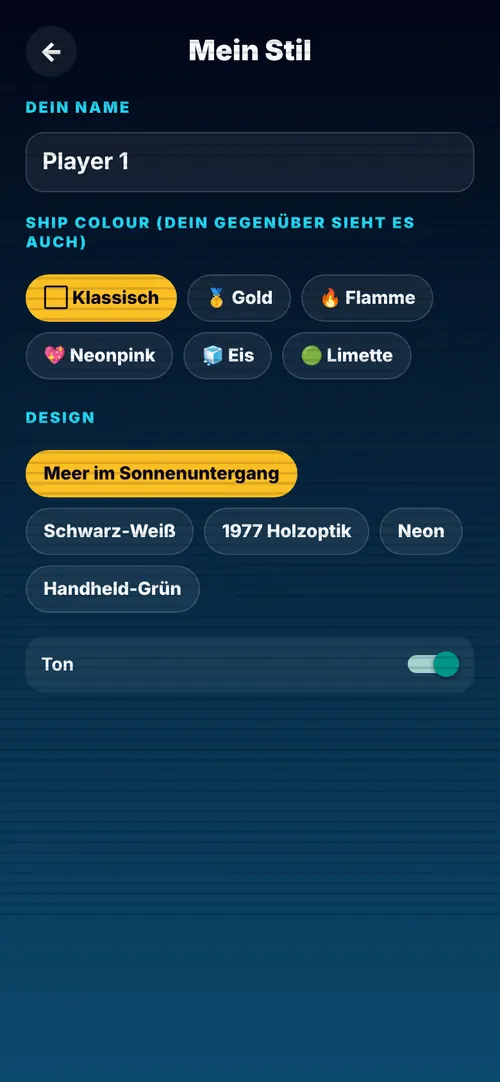 Mein Stil
DEIN NAME
Player 1
SHIP COLOUR (DEIN GEGENÜBER SIEHT ES
AUCH)
Klassisch
🥇 Gold
🔥 Flamme
💖 Neonpink
🧊 Eis
🟢 Limette
DESIGN
Meer im Sonnenuntergang
Schwarz-Weiß
1977 Holzoptik
Neon
Handheld-Grün
Ton